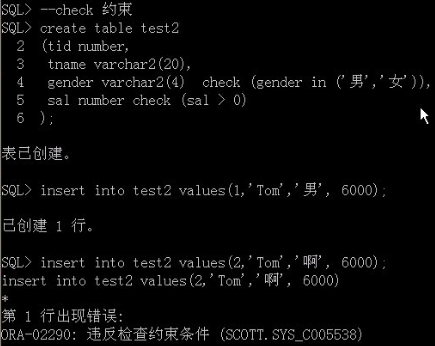 SQL> --check 约束
SQL> create table test2
2 (tid number,
3 tname varchar2(20),
4 gender varchar2(4) check (gender in ('男','女')),
5 sal number check (sal > 0)
6 );
表已创建。
SQL> insert into test2 values(1,'Tom','男', 6000);
已创建 1 行。
SQL> insert into test2 values(2,'Tom','啊', 6000);
insert into test2 values(2,'Tom','啊', 6000)
*
第 1 行出现错误:
ORA-02290: 违反检查约束条件 (SCOTT.SYS_C005538)